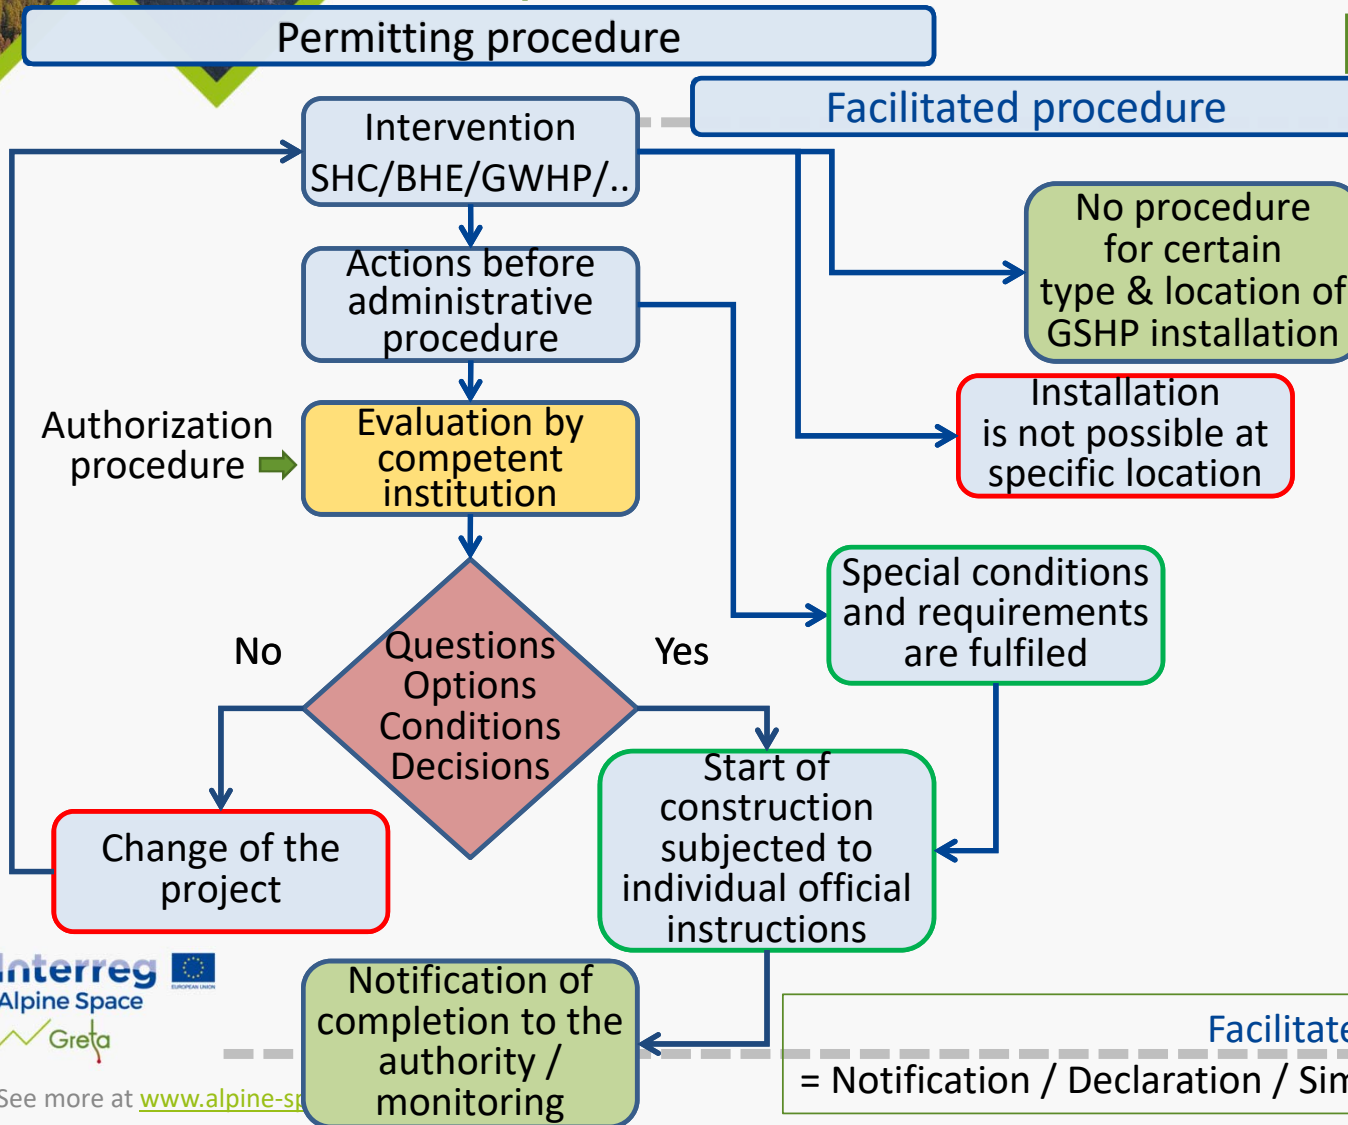 Permitting procedure
Facilitated procedure
Intervention
SHC/BHE/GWHP/..
No procedure
for certain
type & location of
GSHP installation
Actions before
administrative
procedure
Installation
is not possible at
specific location
Authorization
procedure
Evaluation by
competent
institution
Special conditions
and requirements
are fulfiled
No
Yes
Questions
Options
Conditions
Decisions
Start of
construction
subjected to
individual official
instructions
Change of the
project
Interreg
EUROPEAN UNION
Alpine Space
Greta
Notification of
completion to the
authority /
monitoring
Facilitate
= Notification / Declaration / Sim
See more at www.alpine-sp